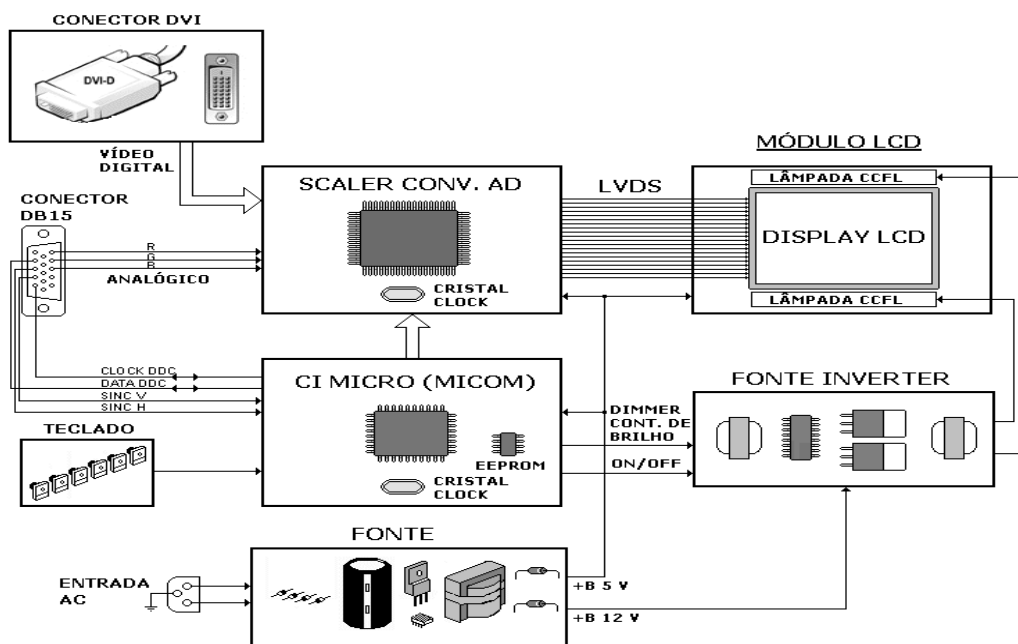 CONECTOR DVI
DVI-D
VÍDEO
DIGITAL
MÓDULO LCD
SCALER CONV. AD
LVDS
LÂMPADA CCFL
CONECTOR
DB15
DISPLAY LCD
R
G
B
ANALÓGICO
CRISTAL
CLOCK
LÂMPADA CCFL
CLOCK DDC
DATA DDC
SINC V
SINC H
CI MICRO (MICOM)
FONTE INVERTER
DIMMER
CONT. DE
BRILHO
TECLADO
EEPROM
ON/OFF
CRISTAL
CLOCK
FONTE
ENTRADA
AC
+B 5 V
+B 12 V